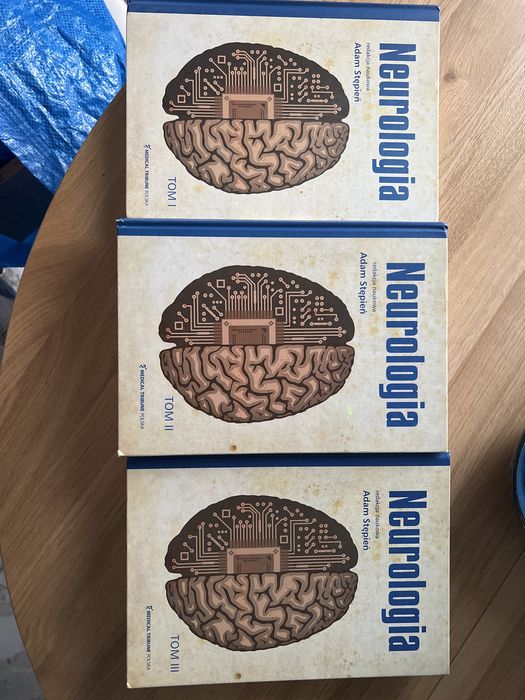 Neurologia
redakcja naukowa
Adam Stępień
TOM I
MEDICAL TRIBUNE POLSKA
Neurologia
redakcja naukowa
Adam Stępień
TOM II
MEDICAL TRIBUNE POLSKA
Neurologia
redakcja naukowa
Adam Stępień
TOM III
MEDICAL TRIBUNE POLSKA